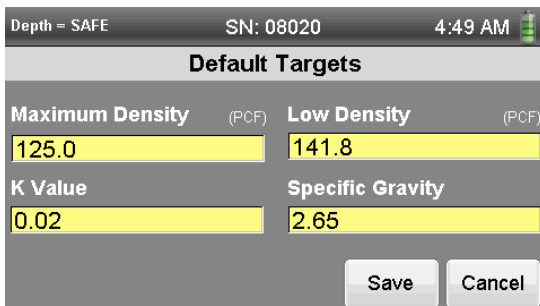 Depth = SAFE SN: 08020 4:49 AM
Default Targets
Maximum Density (PCF) Low Density (PCF)
125.0 141.8
K Value Specific Gravity
0.02 2.65
Save Cancel